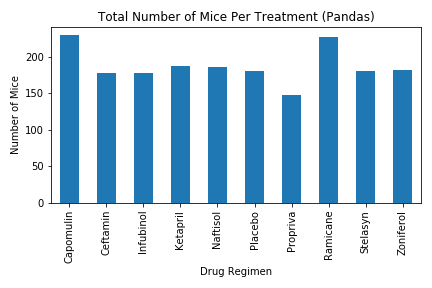 Total Number of Mice Per Treatment (Pandas)
200
150
100
50
0
Number of Mice
Capomulin
Ceftamin
Infubinol
Ketapril
Naftisol
Placebo
Propriva
Ramicane
Stelasyn
Zoniferol
Drug Regimen